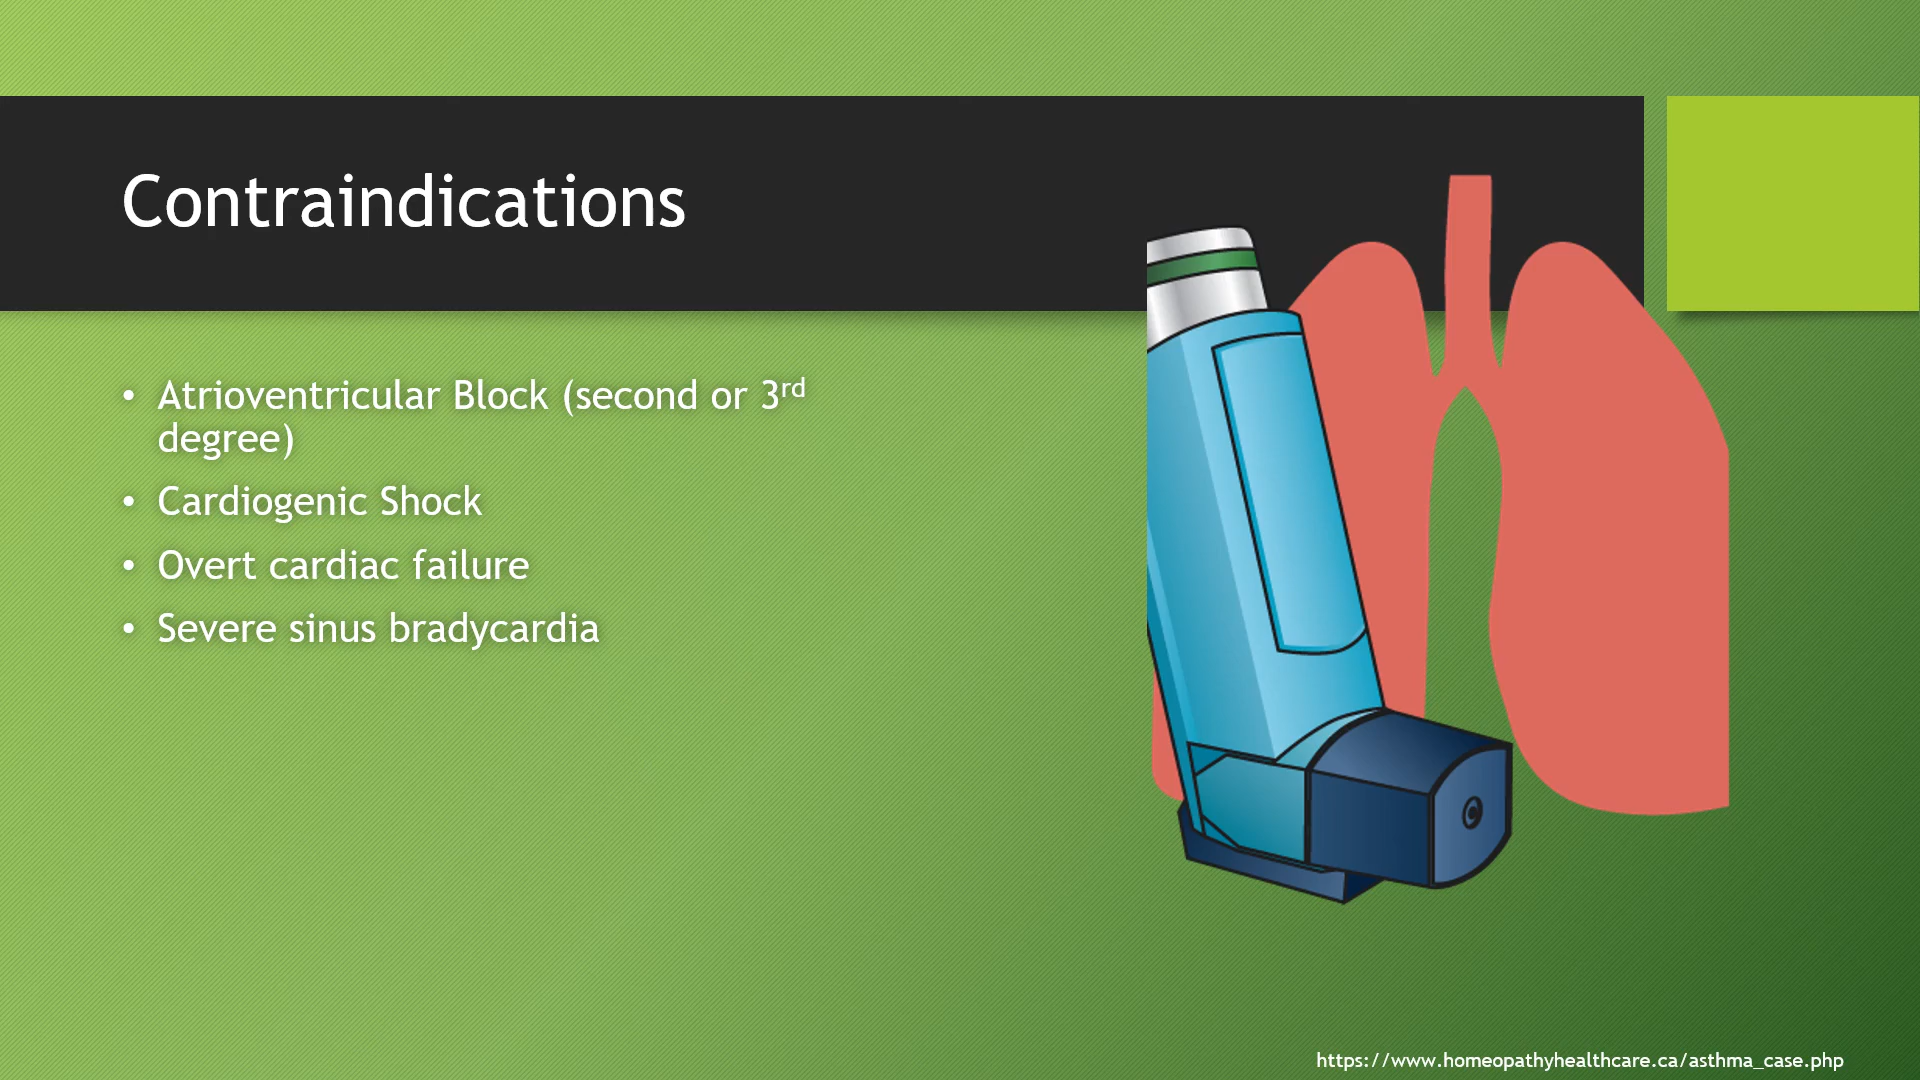 Contraindications
• Atrioventricular Block (second or 3rd
degree)
• Cardiogenic Shock
• Overt cardiac failure
• Severe sinus bradycardia
https://www.homeopathyhealthcare.ca/asthma_case.php